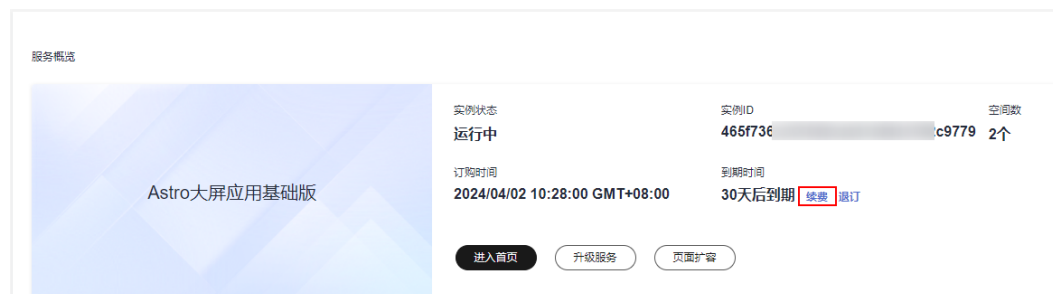 服务概览
Astro大屏应用基础版
实例状态
运行中
实例ID
465f736 c9779
空间数
2个
订购时间
2024/04/02 10:28:00 GMT+08:00
到期时间
30天后到期 续费 退订
进入首页 升级服务 页面扩容